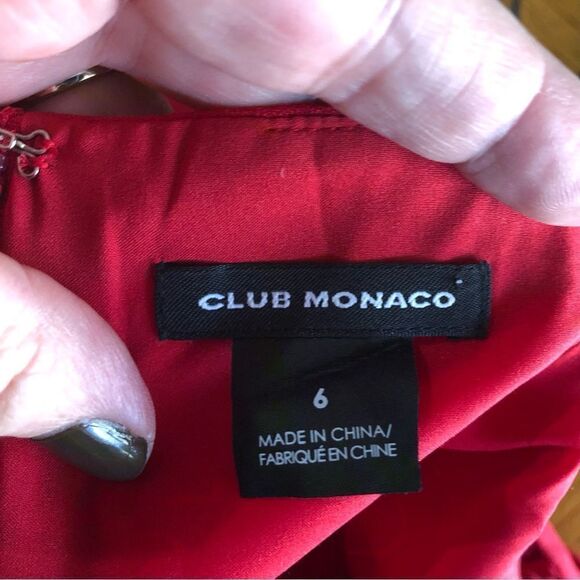 CLUB MONACO
6
MADE IN CHINA/
FABRIQUÉ EN CHINE